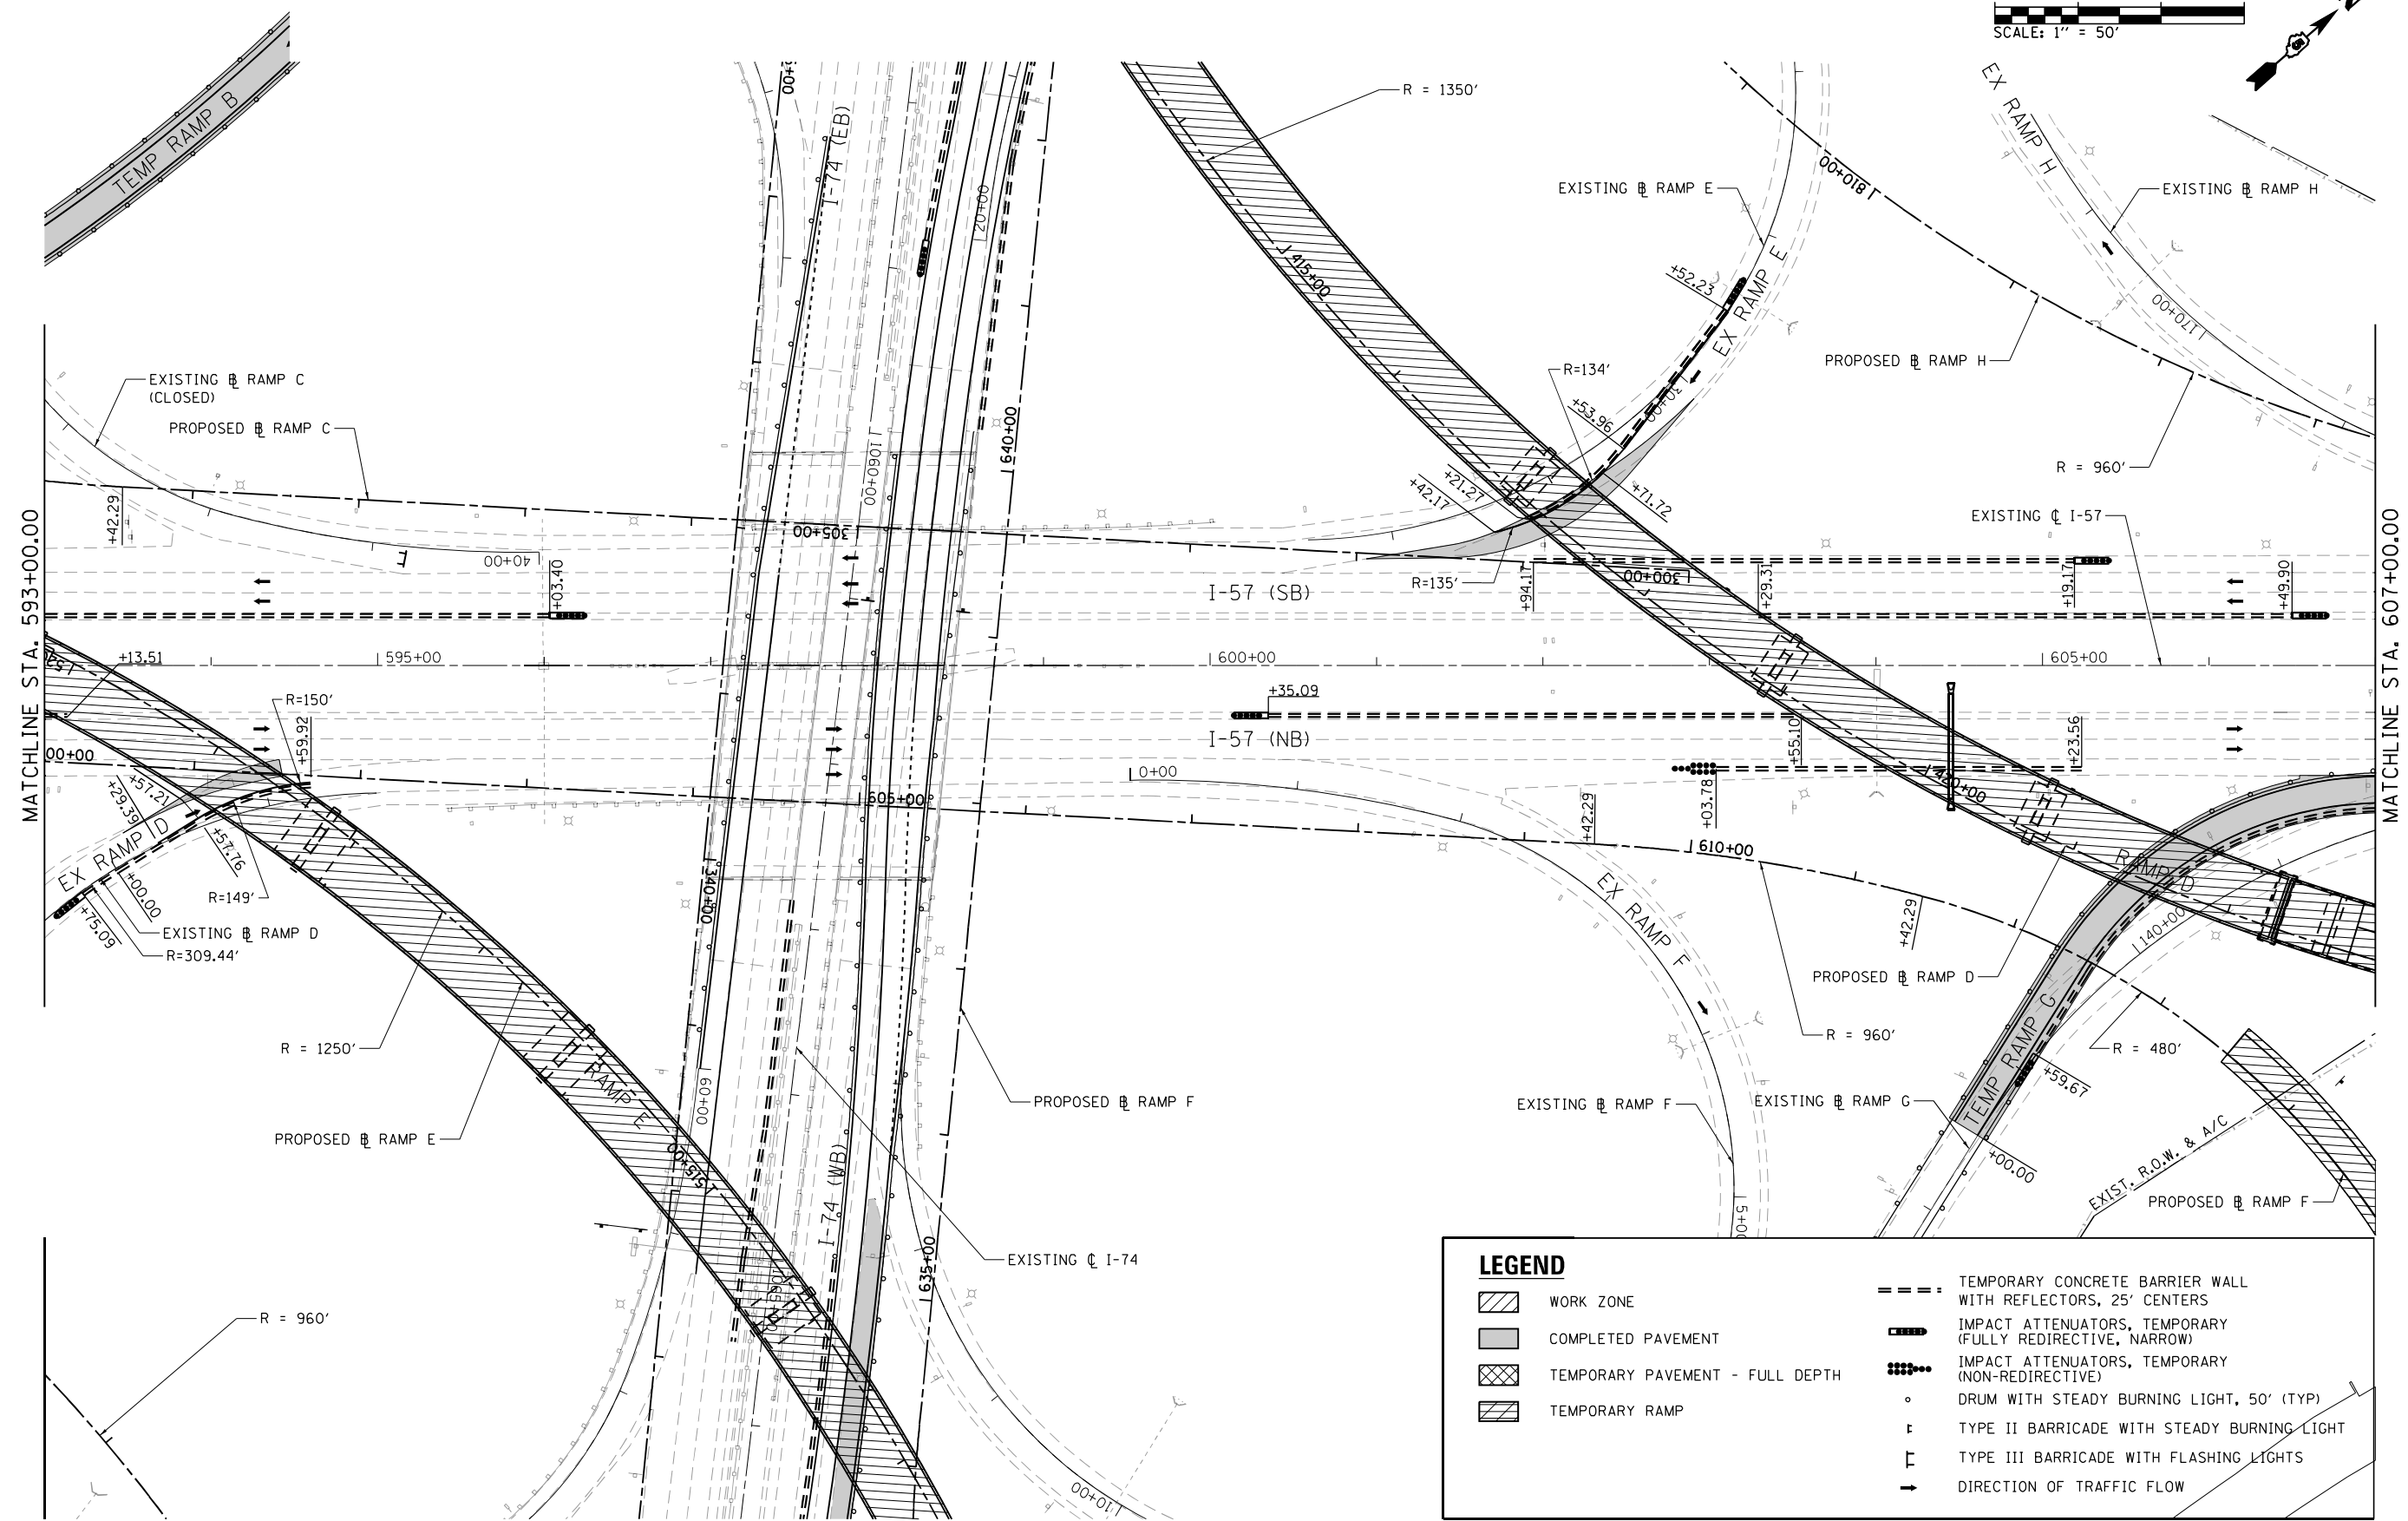 SCALE: 1" = 50'
TEMP RAMP B
I-74 (EB)
20+00
R = 1350'
EXISTING ℄ RAMP E
810+00
EX RAMP H
EXISTING ℄ RAMP H
415+00
+52.23
EX RAMP E
170+00
PROPOSED ℄ RAMP H
R=134'
+53.96
R = 960'
EXISTING ℄ RAMP C
(CLOSED)
PROPOSED ℄ RAMP C
640+00
1060+00
+42.29
+42.17
+21.27
+71.72
EXISTING ℄ I-57
305+00
40+00
+03.40
R=135'
+94.17
300+00
+29.31
+19.17
+49.90
I-57 (SB)
MATCHLINE STA. 593+00.00
MATCHLINE STA. 607+00.00
+13.51
595+00
600+00
605+00
R=150'
+59.92
+35.09
+55.10
+23.56
I-57 (NB)
00+00
0+00
+57.21
+29.39
605+00
+42.29
+03.78
420+00
EX RAMP D
+57.76
610+00
RAMP D
+00.00
+75.09
R=149'
340+00
EX RAMP F
+42.29
140+00
EXISTING ℄ RAMP D
R=309.44'
PROPOSED ℄ RAMP D
R = 960'
R = 480'
TEMP RAMP G
+59.67
R = 1250'
RAMP E
60+00
PROPOSED ℄ RAMP F
EXISTING ℄ RAMP F
EXISTING ℄ RAMP G
PROPOSED ℄ RAMP E
515+00
I-74 (WB)
+00.00
EXIST. R.O.W. & A/C
PROPOSED ℄ RAMP F
EXISTING ℄ I-74
635+00
R = 960'
10+00
LEGEND
WORK ZONE
COMPLETED PAVEMENT
TEMPORARY PAVEMENT - FULL DEPTH
TEMPORARY RAMP
TEMPORARY CONCRETE BARRIER WALL
WITH REFLECTORS, 25' CENTERS
IMPACT ATTENUATORS, TEMPORARY
(FULLY REDIRECTIVE, NARROW)
IMPACT ATTENUATORS, TEMPORARY
(NON-REDIRECTIVE)
DRUM WITH STEADY BURNING LIGHT, 50' (TYP)
TYPE II BARRICADE WITH STEADY BURNING LIGHT
TYPE III BARRICADE WITH FLASHING LIGHTS
DIRECTION OF TRAFFIC FLOW